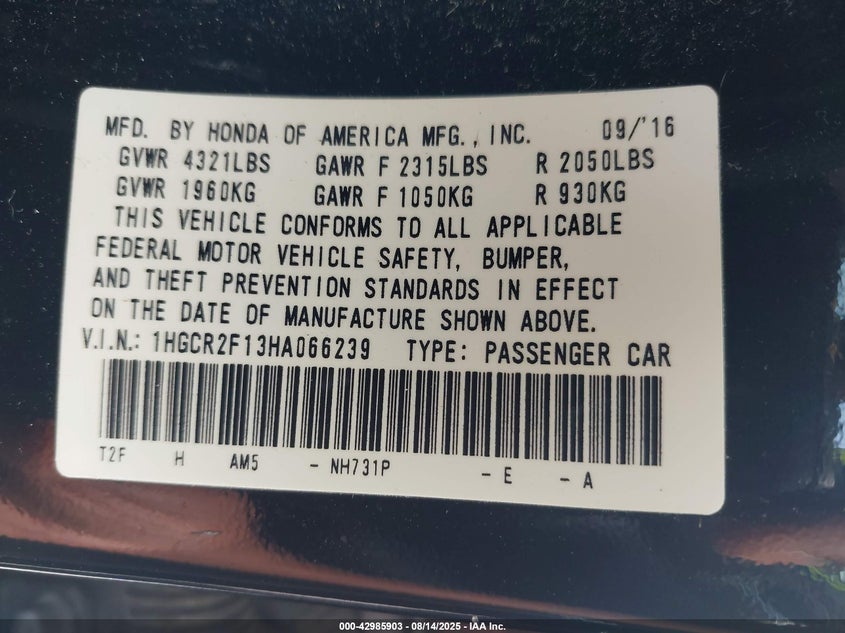 MFD. BY HONDA OF AMERICA MFG., INC. 09/'16
GVWR 4321LBS GAWR F 2315LBS R 2050LBS
GVWR 1960KG GAWR F 1050KG R 930KG
THIS VEHICLE CONFORMS TO ALL APPLICABLE
FEDERAL MOTOR VEHICLE SAFETY, BUMPER,
AND THEFT PREVENTION STANDARDS IN EFFECT
ON THE DATE OF MANUFACTURE SHOWN ABOVE.
V.I.N.: 1HGCR2F13HA066239 TYPE: PASSENGER CAR
T2F H AM5 - NH731P - E - A
000-42985903 - 08/14/2025 - IAA Inc.